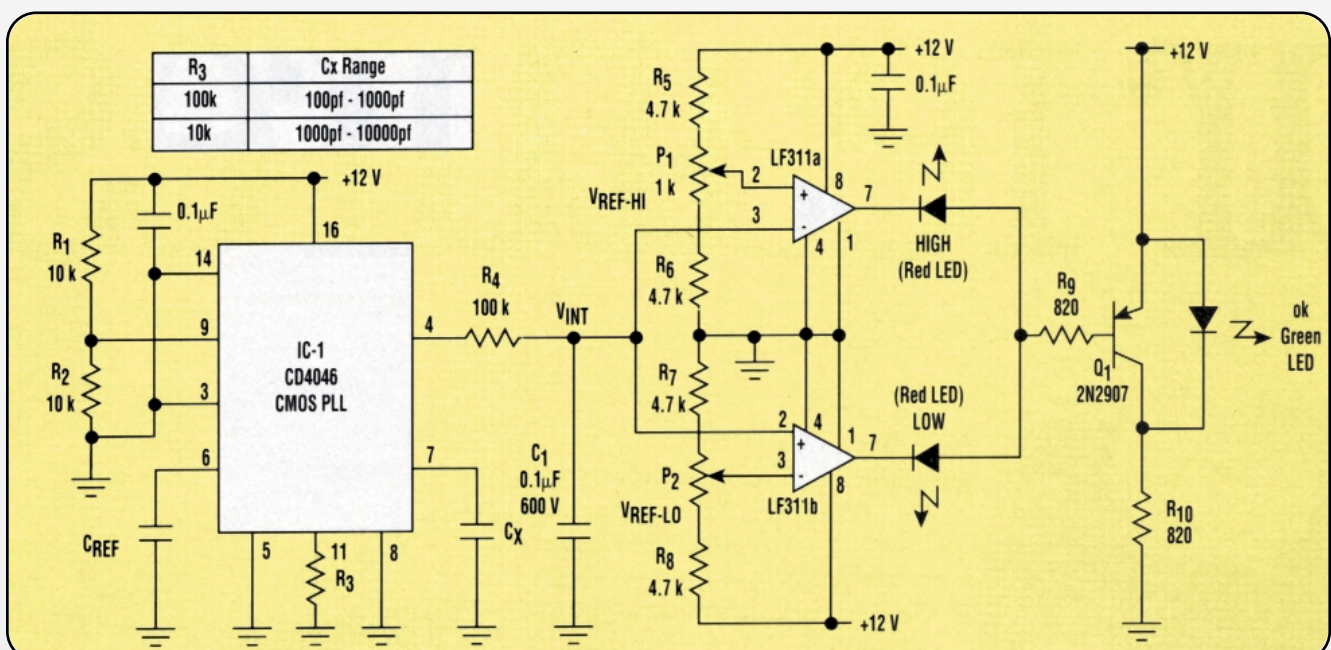 R3 Cx Range
100k 100pf - 1000pf
10k 1000pf - 10000pf
+12 V
0.1µF
R1
10 k
R2
10 k
16
14
9
3
6
IC-1
CD4046
CMOS PLL
4
7
5
11
8
R3
CREF
CX
R4
100 k
VINT
C1
0.1µF
600 V
+12 V
0.1µF
R5
4.7 k
P1
1 k
VREF-HI
R6
4.7 k
R7
4.7 k
P2
VREF-LO
R8
4.7 k
+12 V
LF311a
2
+
3
-
8
7
4
1
HIGH
(Red LED)
(Red LED)
LOW
2
+
3
-
4
1
7
8
LF311b
R9
820
Q1
2N2907
+12 V
ok
Green
LED
R10
820